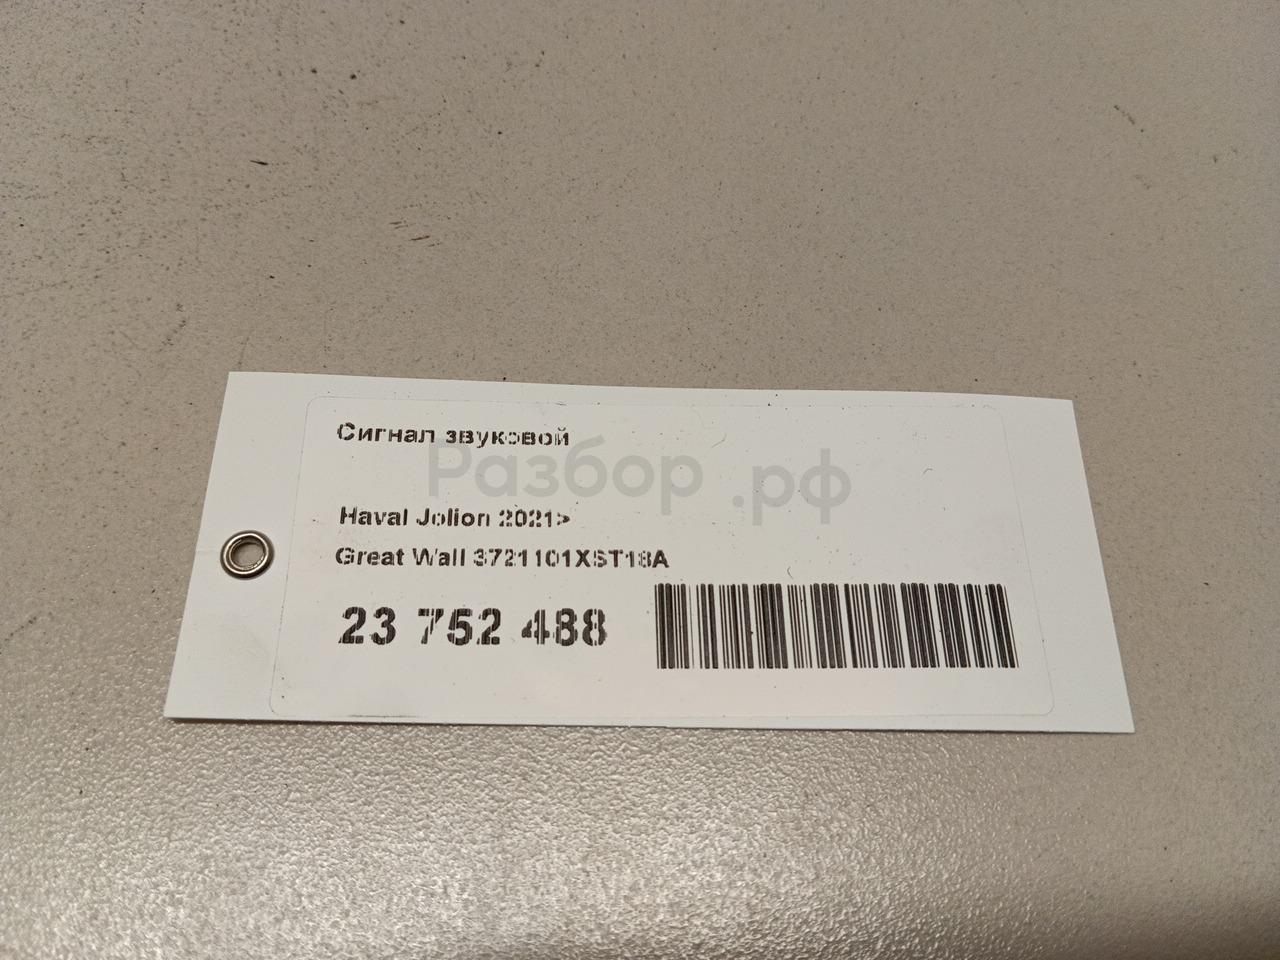 Сигнал звуковой
Разбор .рф
Haval Jolion 2021>
Great Wall 3721101XST18A
23 752 488